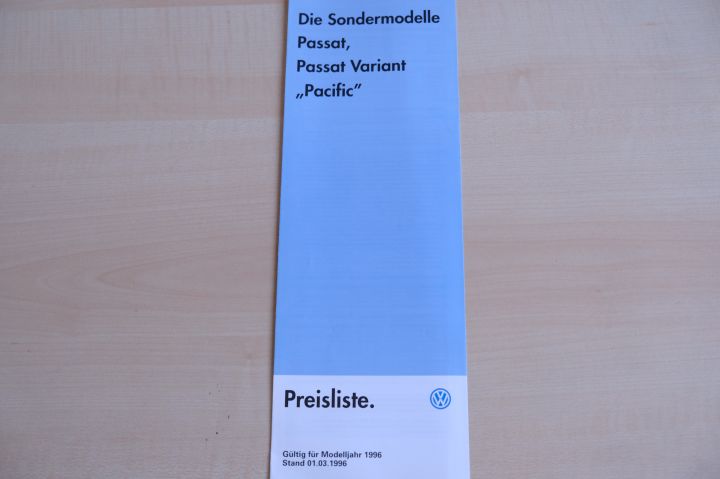 Die Sondermodelle
Passat,
Passat Variant
„Pacific”
Preisliste.
Gültig für Modelljahr 1996
Stand 01.03.1996